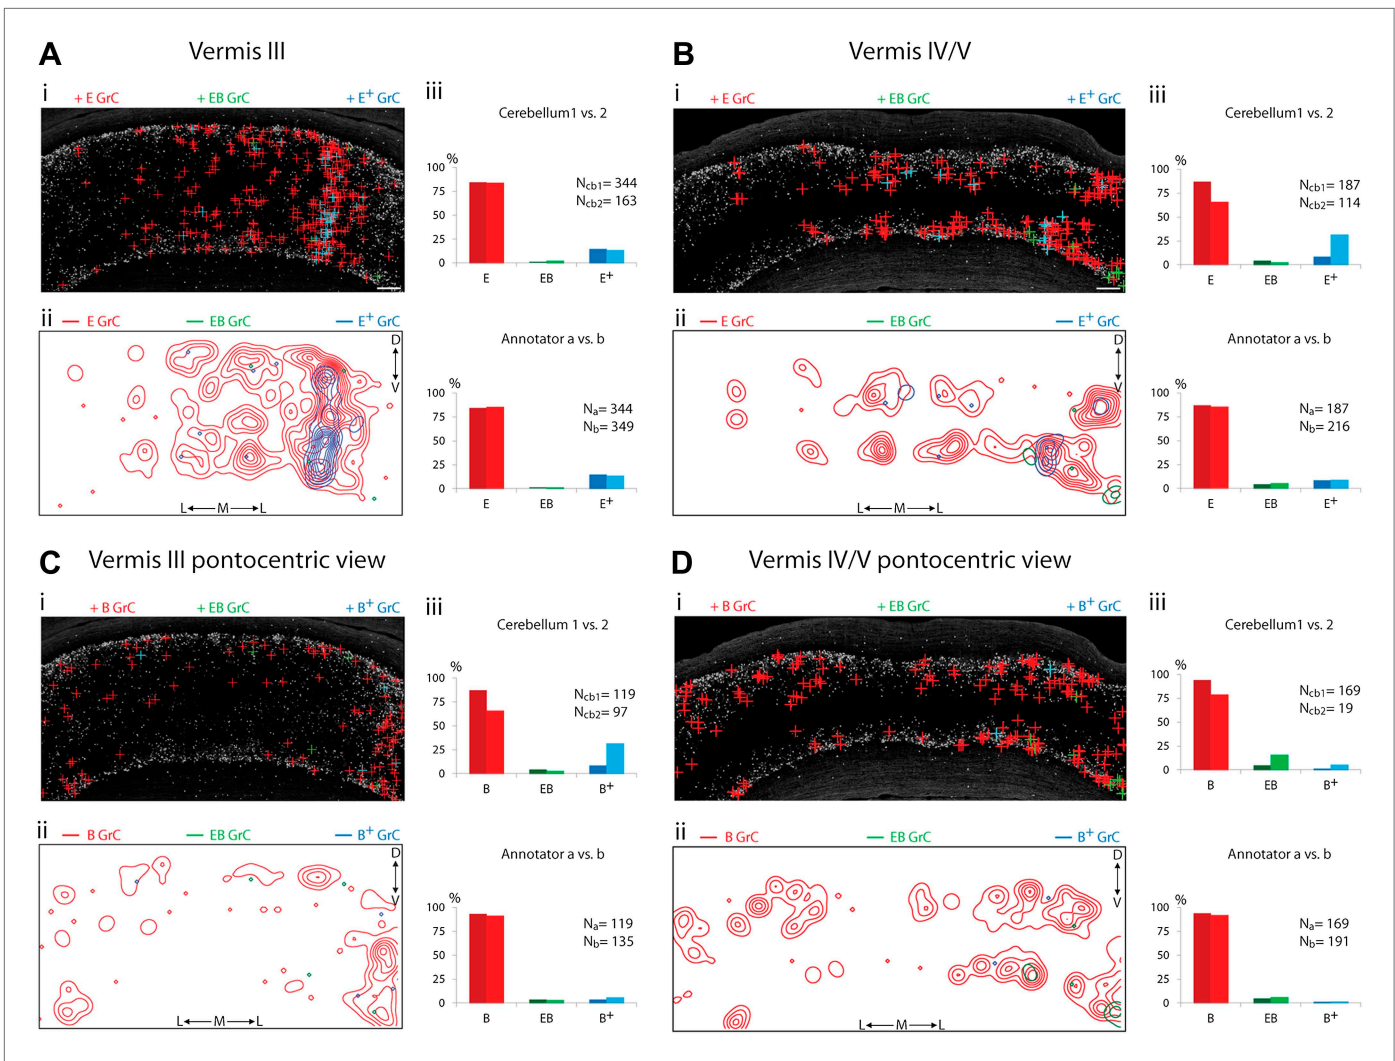 A Vermis III
i
+ E GrC + EB GrC + E+ GrC
iii
Cerebellum1 vs. 2
%
100
75
50
25
0
Ncb1= 344
Ncb2= 163
E EB E+
ii
E GrC EB GrC E+ GrC
D
V
L M L
Annotator a vs. b
%
100
75
50
25
0
Na= 344
Nb= 349
E EB E+
B Vermis IV/V
i
+ E GrC + EB GrC + E+ GrC
iii
Cerebellum1 vs. 2
%
100
75
50
25
0
Ncb1= 187
Ncb2= 114
E EB E+
ii
E GrC EB GrC E+ GrC
D
V
L M L
Annotator a vs. b
%
100
75
50
25
0
Na= 187
Nb= 216
E EB E+
C Vermis III pontocentric view
i
+ B GrC + EB GrC + B+ GrC
iii
Cerebellum 1 vs. 2
%
100
75
50
25
0
Ncb1= 119
Ncb2= 97
B EB B+
ii
B GrC EB GrC B+ GrC
D
V
L M L
Annotator a vs. b
%
100
75
50
25
0
Na= 119
Nb= 135
B EB B+
D Vermis IV/V pontocentric view
i
+ B GrC + EB GrC + B+ GrC
iii
Cerebellum1 vs. 2
%
100
75
50
25
0
Ncb1= 169
Ncb2= 19
B EB B+
ii
B GrC EB GrC B+ GrC
D
V
L M L
Annotator a vs. b
%
100
75
50
25
0
Na= 169
Nb= 191
B EB B+